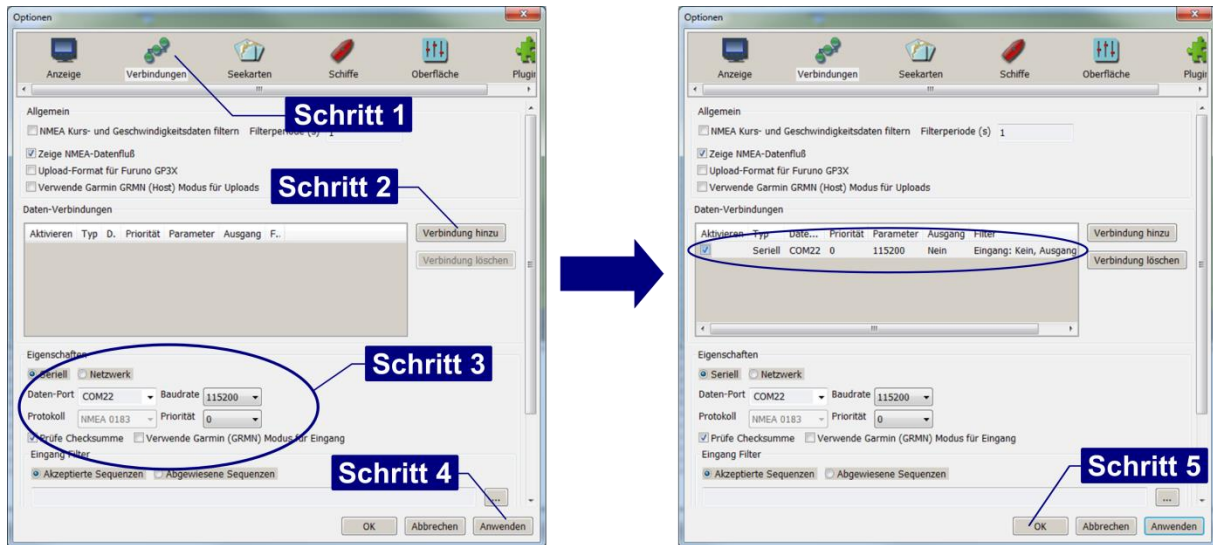 Optionen
Anzeige Verbindungen Seekarten Schiffe Oberfläche Plugin
Schritt 1
Allgemein
NMEA Kurs- und Geschwindigkeitsdaten filtern Filterperiode (s) 1
Zeige NMEA-Datenfluß
Upload-Format für Furuno GP3X
Verwende Garmin GRMN (Host) Modus für Uploads
Schritt 2
Daten-Verbindungen
Aktivieren Typ D. Priorität Parameter Ausgang F..
Verbindung hinzu
Verbindung löschen
Eigenschaften
Seriell Netzwerk
Schritt 3
Daten-Port COM22 Baudrate 115200
Protokoll NMEA 0183 Priorität 0
Prüfe Checksumme Verwende Garmin (GRMN) Modus für Eingang
Eingang Filter
Akzeptierte Sequenzen Abgewiesene Sequenzen
Schritt 4
...
OK Abbrechen Anwenden
Optionen
Anzeige Verbindungen Seekarten Schiffe Oberfläche Plugin
Allgemein
NMEA Kurs- und Geschwindigkeitsdaten filtern Filterperiode (s) 1
Zeige NMEA-Datenfluß
Upload-Format für Furuno GP3X
Verwende Garmin GRMN (Host) Modus für Uploads
Daten-Verbindungen
Aktivieren Typ Date... Priorität Parameter Ausgang Filter
Seriell COM22 0 115200 Nein Eingang: Kein, Ausgang
Verbindung hinzu
Verbindung löschen
Eigenschaften
Seriell Netzwerk
Daten-Port COM22 Baudrate 115200
Protokoll NMEA 0183 Priorität 0
Prüfe Checksumme Verwende Garmin (GRMN) Modus für Eingang
Eingang Filter
Akzeptierte Sequenzen Abgewiesene Sequenzen
Schritt 5
...
OK Abbrechen Anwenden